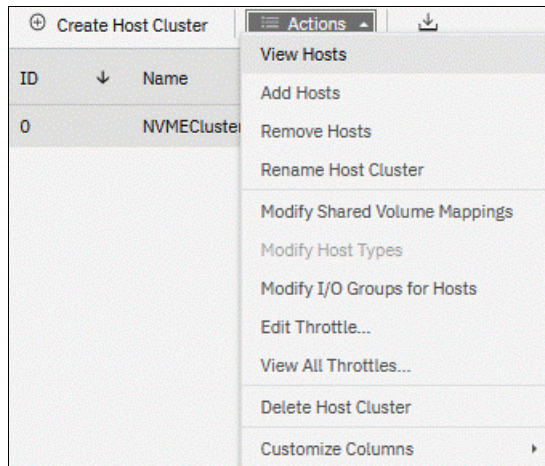 Create Host Cluster
Actions
ID
Name
0
NVMECluster
View Hosts
Add Hosts
Remove Hosts
Rename Host Cluster
Modify Shared Volume Mappings
Modify Host Types
Modify I/O Groups for Hosts
Edit Throttle...
View All Throttles...
Delete Host Cluster
Customize Columns